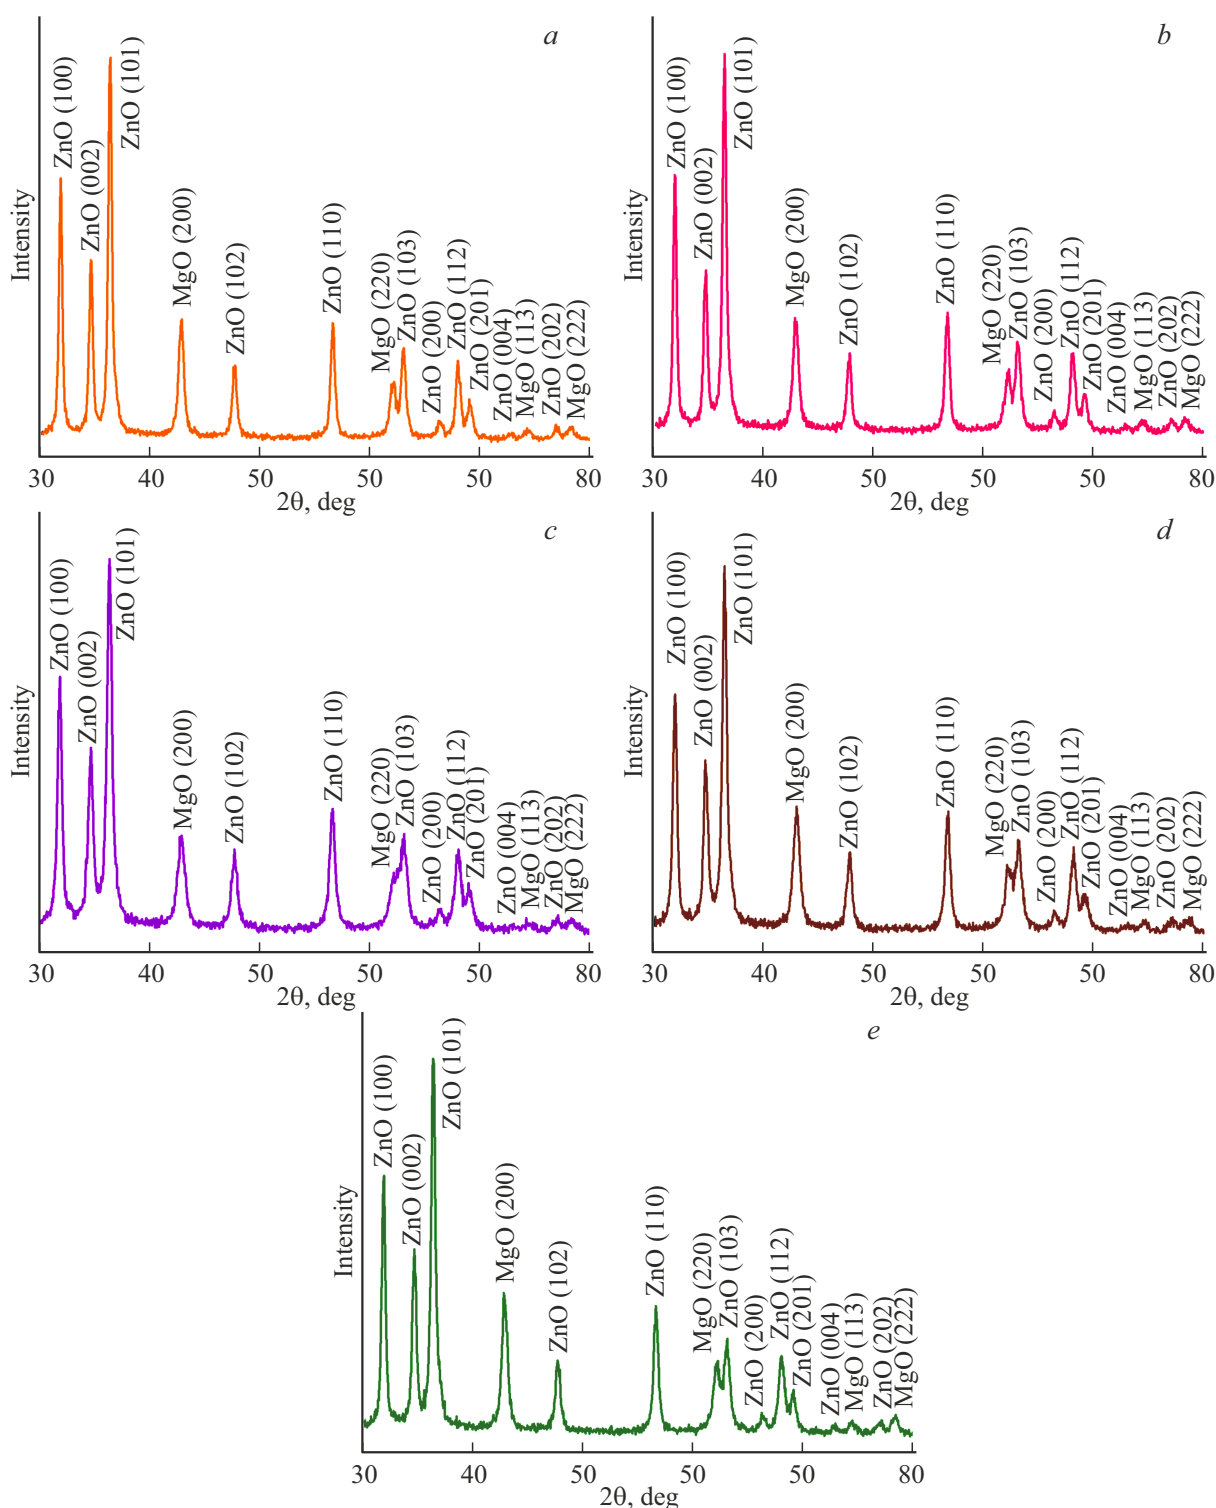 a
Intensity
ZnO (100)
ZnO (002)
ZnO (101)
MgO (200)
ZnO (102)
ZnO (110)
MgO (220)
ZnO (103)
ZnO (200)
ZnO (112)
ZnO (201)
ZnO (004)
MgO (113)
ZnO (202)
MgO (222)
30 40 50 50 50 80
2θ, deg
b
Intensity
ZnO (100)
ZnO (002)
ZnO (101)
MgO (200)
ZnO (102)
ZnO (110)
MgO (220)
ZnO (103)
ZnO (200)
ZnO (112)
ZnO (201)
ZnO (004)
MgO (113)
ZnO (202)
MgO (222)
30 40 50 50 50 80
2θ, deg
c
Intensity
ZnO (100)
ZnO (002)
ZnO (101)
MgO (200)
ZnO (102)
ZnO (110)
MgO (220)
ZnO (103)
ZnO (200)
ZnO (112)
ZnO (201)
ZnO (004)
MgO (113)
ZnO (202)
MgO (222)
30 40 50 50 50 80
2θ, deg
d
Intensity
ZnO (100)
ZnO (002)
ZnO (101)
MgO (200)
ZnO (102)
ZnO (110)
MgO (220)
ZnO (103)
ZnO (200)
ZnO (112)
ZnO (201)
ZnO (004)
MgO (113)
ZnO (202)
MgO (222)
30 40 50 50 50 80
2θ, deg
e
Intensity
ZnO (100)
ZnO (002)
ZnO (101)
MgO (200)
ZnO (102)
ZnO (110)
MgO (220)
ZnO (103)
ZnO (200)
ZnO (112)
ZnO (201)
ZnO (004)
MgO (113)
ZnO (202)
MgO (222)
30 40 50 50 50 80
2θ, deg